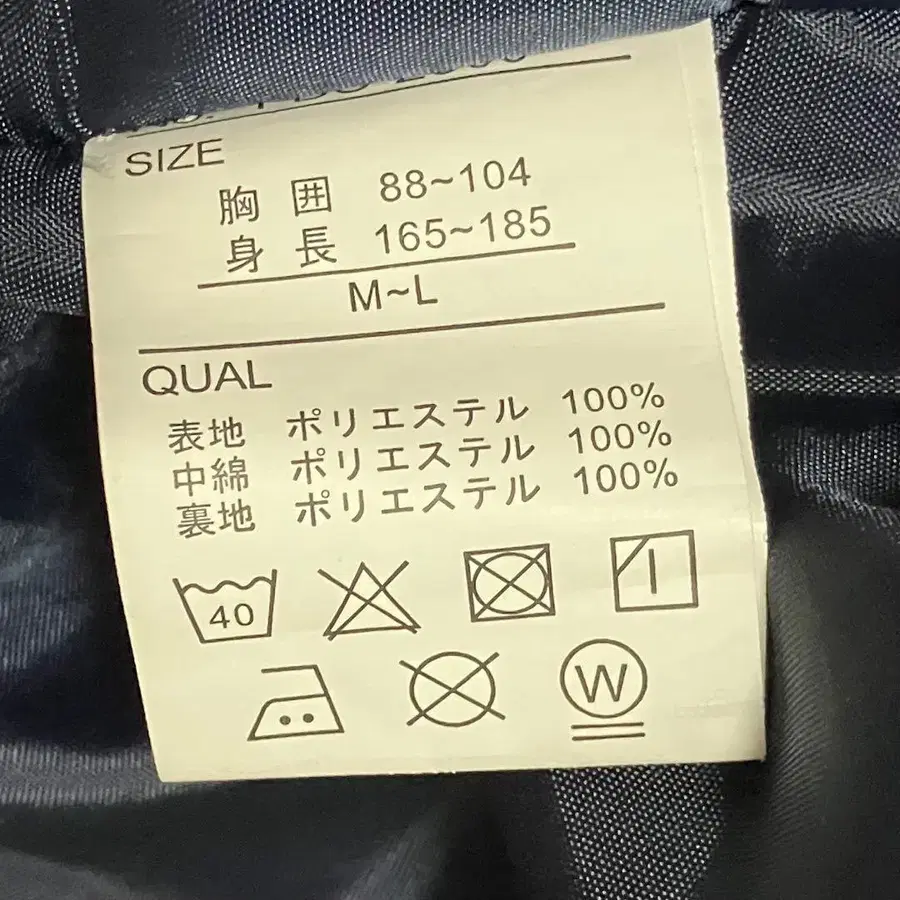 SIZE
胸囲 88~104
身長 165~185
M~L
QUAL
表地 ポリエステル 100%
中綿 ポリエステル 100%
裏地 ポリエステル 100%
40
W